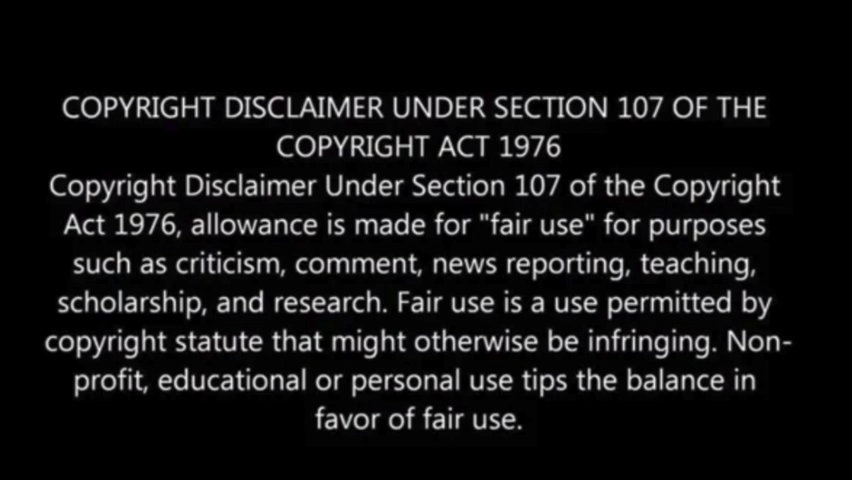 COPYRIGHT DISCLAIMER UNDER SECTION 107 OF THE
COPYRIGHT ACT 1976
Copyright Disclaimer Under Section 107 of the Copyright
Act 1976, allowance is made for "fair use" for purposes
such as criticism, comment, news reporting, teaching,
scholarship, and research. Fair use is a use permitted by
copyright statute that might otherwise be infringing. Non-
profit, educational or personal use tips the balance in
favor of fair use.